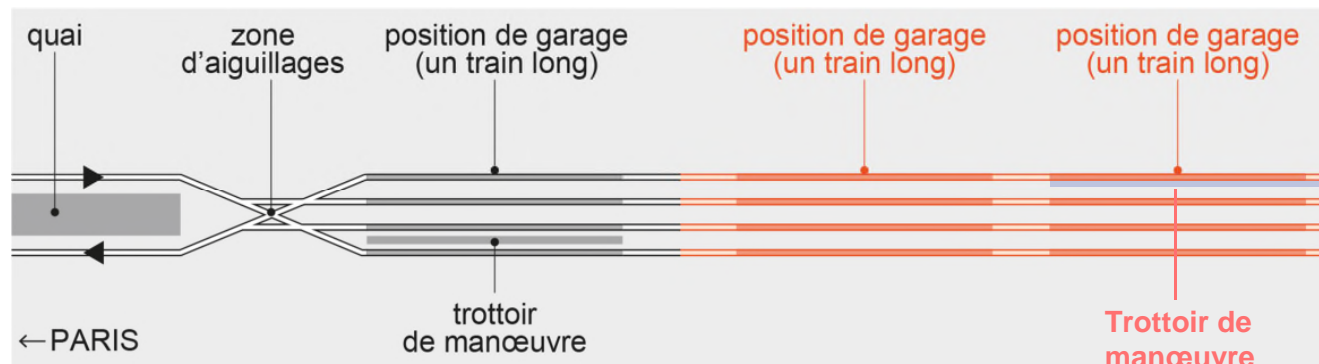 quai
zone
d'aiguillages
position de garage
(un train long)
position de garage
(un train long)
position de garage
(un train long)
trottoir
de manœuvre
←PARIS
Trottoir de
manœuvre